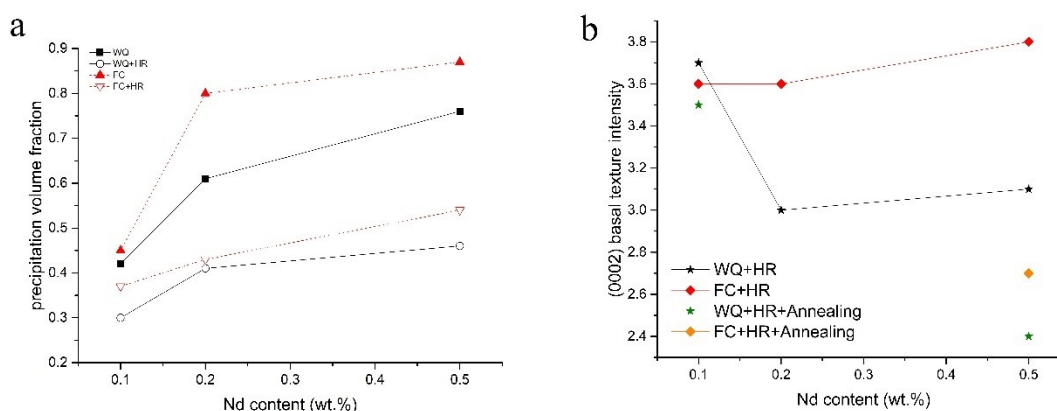 a
0.9
0.8
0.7
0.6
0.5
0.4
0.3
0.2
precipitation volume fraction
WQ
WQ+HR
FC
FC+HR
0.1 0.2 0.3 0.4 0.5
Nd content (wt.%)
b
3.8
3.6
3.4
3.2
3.0
2.8
2.6
2.4
(0002) basal texture intensity
WQ+HR
FC+HR
WQ+HR+Annealing
FC+HR+Annealing
0.1 0.2 0.3 0.4 0.5
Nd content (wt.%)